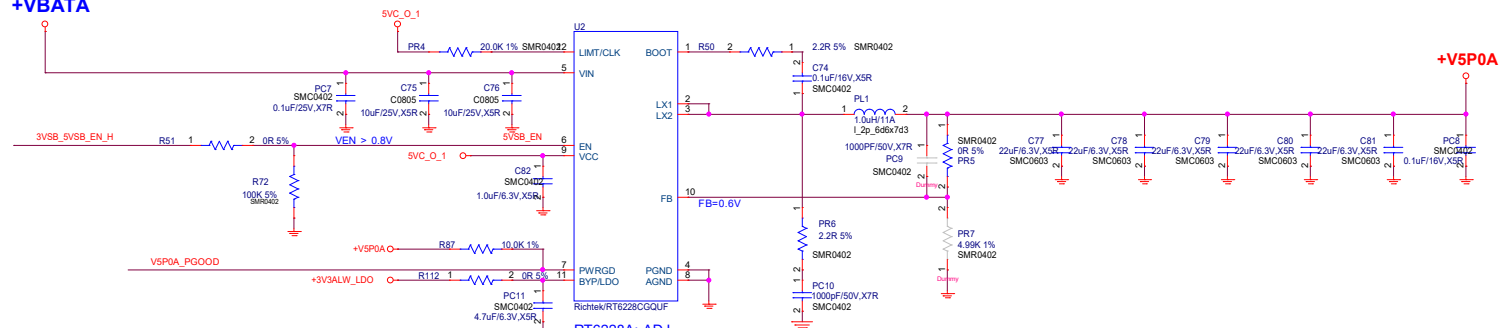 +VBATA
5VC_O_1
U2
PR4 20.0K 1% SMR0402
12 LIMT/CLK
BOOT 1 R50 2 1 2.2R 5% SMR0402
5 VIN
C74
0.1uF/16V,X5R
SMC0402
PC7
SMC0402
0.1uF/25V,X7R
C75
C0805
10uF/25V,X5R
C76
C0805
10uF/25V,X5R
LX1 2
LX2 3
PL1
1 2
1.0uH/11A
l_2p_6d6x7d3
+V5P0A
3VSB_5VSB_EN_H
R51 1 2 0R 5%
VEN > 0.8V
5VSB_EN
6 EN
9 VCC
5VC_O_1
1000PF/50V,X7R
PC9
SMC0402
Dummy
SMR0402
0R 5%
PR5
C77
22uF/6.3V,X5R
SMC0603
C78
22uF/6.3V,X5R
SMC0603
C79
22uF/6.3V,X5R
SMC0603
C80
22uF/6.3V,X5R
SMC0603
C81
22uF/6.3V,X5R
SMC0603
PC8
SMC0402
0.1uF/16V,X5R
R72
100K 5%
SMR0402
C82
SMC0402
1.0uF/6.3V,X5R
FB 10
FB=0.6V
PR6
2.2R 5%
SMR0402
PR7
4.99K 1%
SMR0402
Dummy
+V5P0A R87 10.0K 1%
V5P0A_PGOOD
7 PWRGD
11 BYP/LDO
PGND 4
AGND 8
+3V3ALW_LDO R112 1 2 0R 5%
PC11
SMC0402
4.7uF/6.3V,X5R
PC10
1000pF/50V,X7R
SMC0402
Richtek/RT6228CGQUF